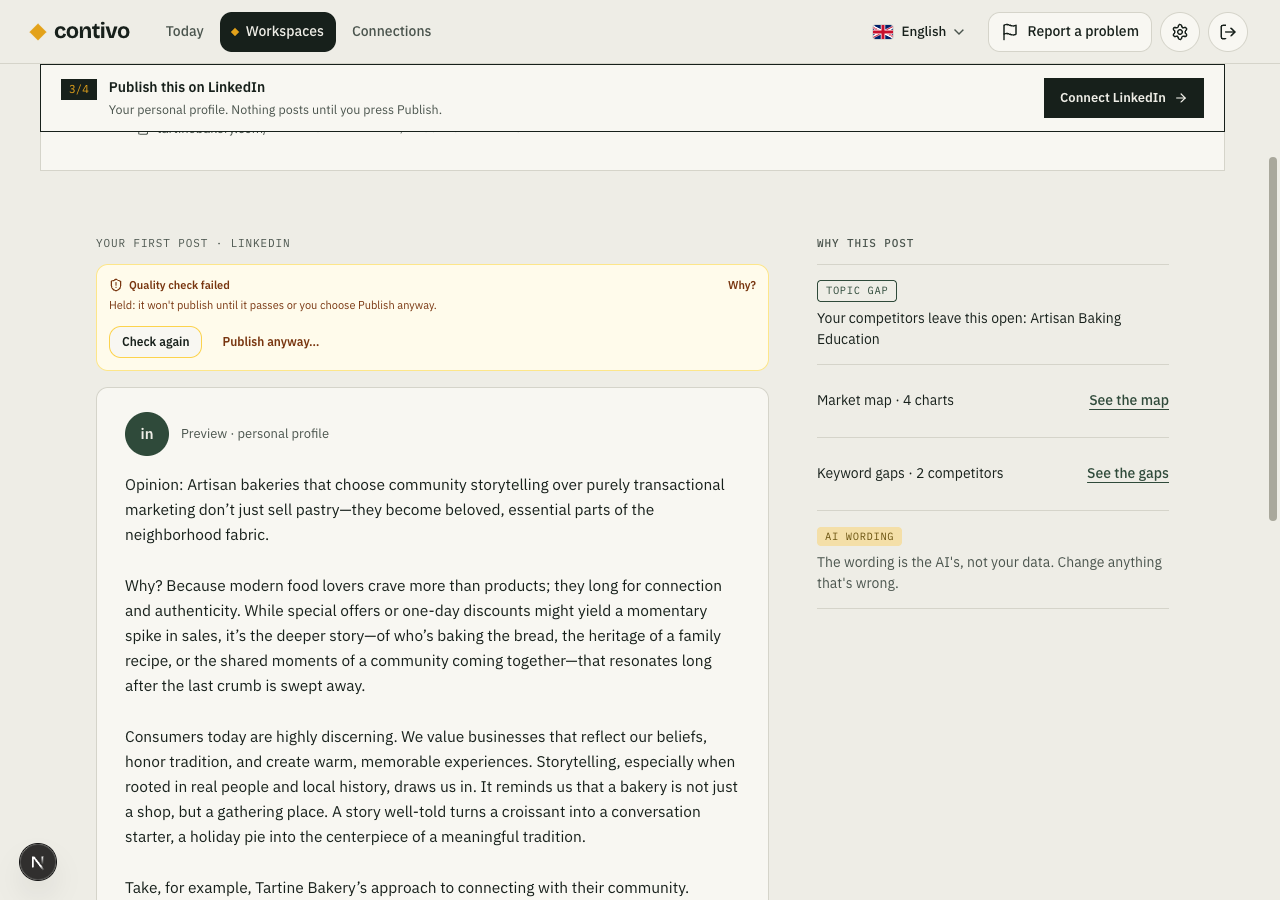 contivo
Today
Workspaces
Connections
English
Report a problem
3/4
Publish this on LinkedIn
Your personal profile. Nothing posts until you press Publish.
Connect LinkedIn
YOUR FIRST POST · LINKEDIN
Quality check failed
Why?
Held: it won't publish until it passes or you choose Publish anyway.
Check again
Publish anyway...
in
Preview · personal profile
Opinion: Artisan bakeries that choose community storytelling over purely transactional
marketing don’t just sell pastry—they become beloved, essential parts of the
neighborhood fabric.
Why? Because modern food lovers crave more than products; they long for connection
and authenticity. While special offers or one-day discounts might yield a momentary
spike in sales, it’s the deeper story—of who’s baking the bread, the heritage of a family
recipe, or the shared moments of a community coming together—that resonates long
after the last crumb is swept away.
Consumers today are highly discerning. We value businesses that reflect our beliefs,
honor tradition, and create warm, memorable experiences. Storytelling, especially when
rooted in real people and local history, draws us in. It reminds us that a bakery is not just
a shop, but a gathering place. A story well-told turns a croissant into a conversation
starter, a holiday pie into the centerpiece of a meaningful tradition.
Take, for example, Tartine Bakery’s approach to connecting with their community.
WHY THIS POST
TOPIC GAP
Your competitors leave this open: Artisan Baking
Education
Market map · 4 charts
See the map
Keyword gaps · 2 competitors
See the gaps
AI WORDING
The wording is the AI's, not your data. Change anything
that's wrong.
N